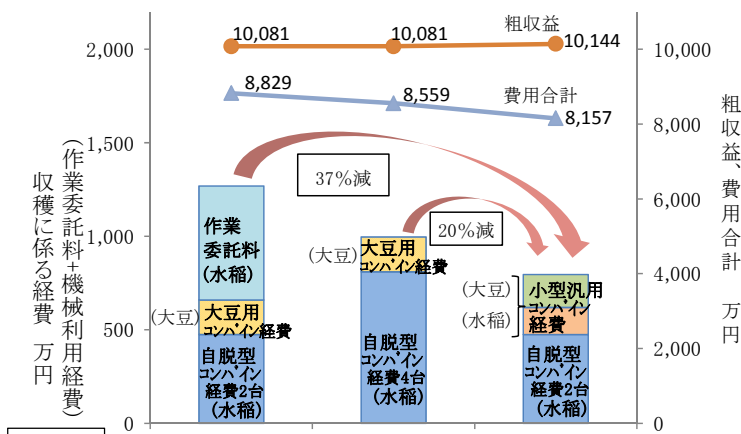 粗収益
10,081
10,081
10,144
8,829
8,559
費用合計
8,157
37%減
20%減
2,000
1,500
1,000
500
0
10,000
8,000
6,000
4,000
2,000
0
収穫に係る経費 万円
(作業委託料+機械利用経費)
粗収益、費用合計 万円
作業
委託料
(水稲)
(大豆)
大豆用
コンバイン経費
自脱型
コンバイン
経費2台
(水稲)
(大豆)
大豆用
コンバイン経費
自脱型
コンバイン
経費4台
(水稲)
(大豆)
(水稲)
小型汎用
コンバイン
経費
自脱型
コンバイン
経費2台
(水稲)